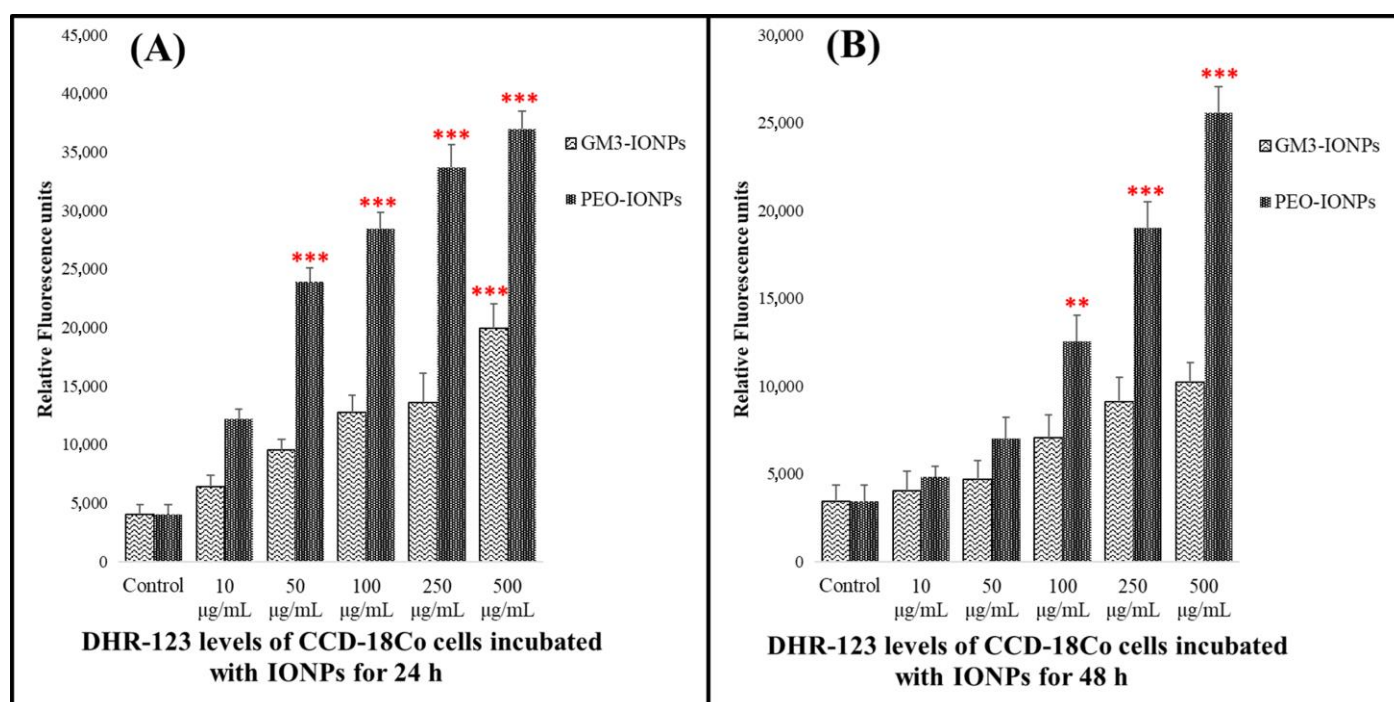 (A)
45,000
40,000
35,000
30,000
25,000
20,000
15,000
10,000
5,000
0
Relative Fluorescence units
***
***
***
***
***
GM3-IONPs
PEO-IONPs
Control 10 50 100 250 500
μg/mL μg/mL μg/mL μg/mL μg/mL
DHR-123 levels of CCD-18Co cells incubated
with IONPs for 24 h
(B)
30,000
25,000
20,000
15,000
10,000
5,000
0
Relative Fluorescence units
**
***
***
GM3-IONPs
PEO-IONPs
Control 10 50 100 250 500
μg/mL μg/mL μg/mL μg/mL μg/mL
DHR-123 levels of CCD-18Co cells incubated
with IONPs for 48 h